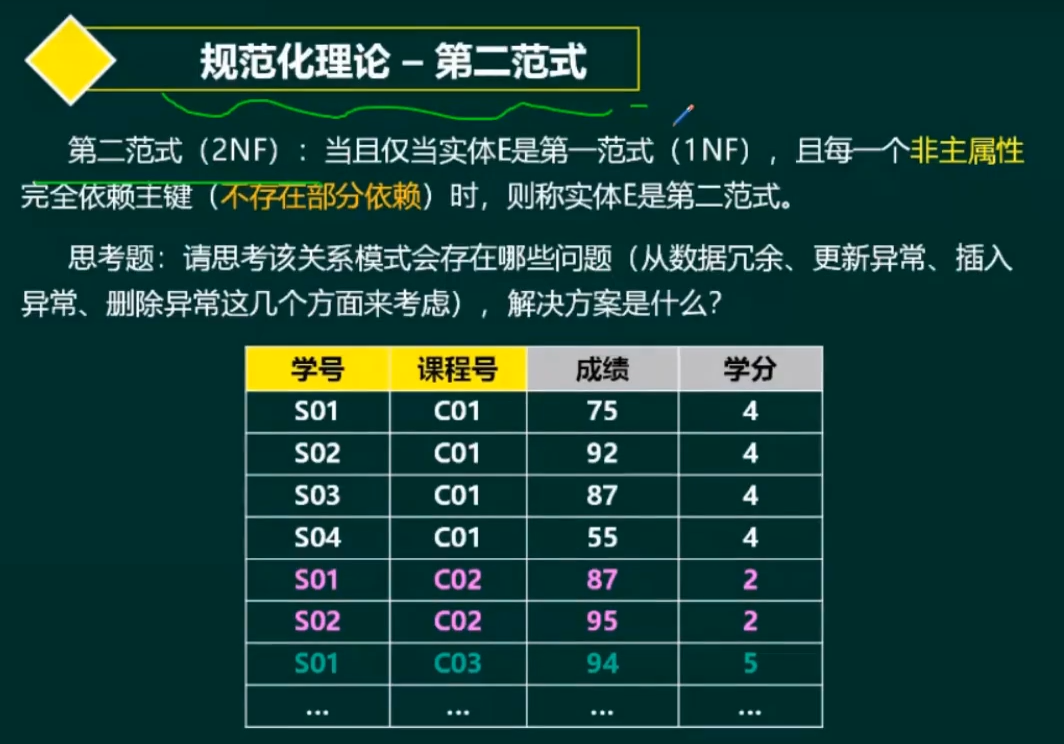 规范化理论 – 第二范式
第二范式（2NF）：当且仅当实体E是第一范式（1NF），且每一个非主属性
完全依赖主键（不存在部分依赖）时，则称实体E是第二范式。
思考题：请思考该关系模式会存在哪些问题（从数据冗余、更新异常、插入
异常、删除异常这几个方面来考虑），解决方案是什么？
学号 课程号 成绩 学分
S01 C01 75 4
S02 C01 92 4
S03 C01 87 4
S04 C01 55 4
S01 C02 87 2
S02 C02 95 2
S01 C03 94 5
... ... ... ...